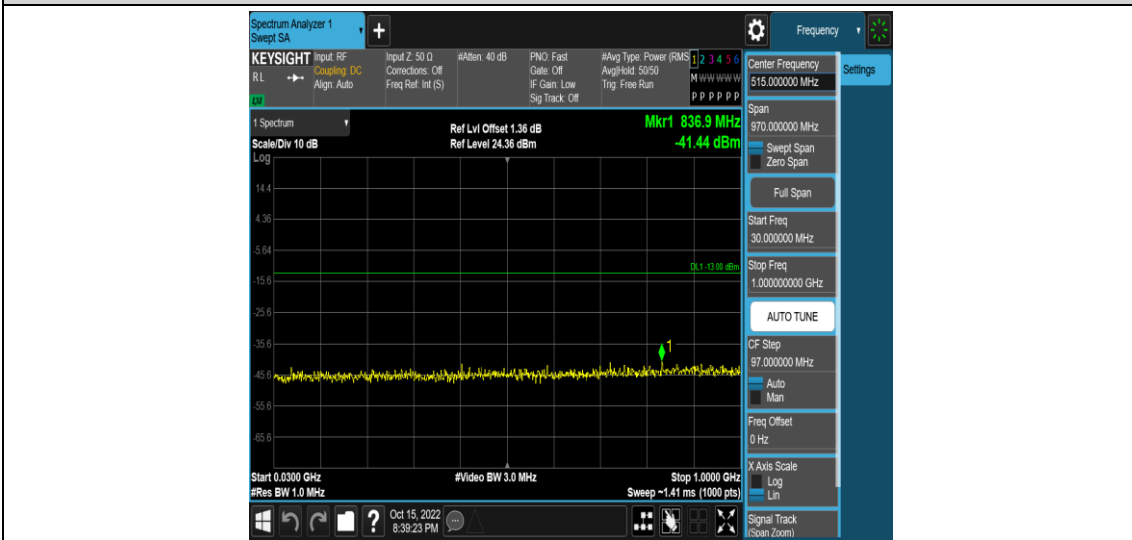 Spectrum Analyzer 1
Swept SA
+
Frequency
KEYSIGHT
RL
LXI
Input: RF
Coupling: DC
Align: Auto
Input Z: 50 Ω
Corrections: Off
Freq Ref: Int (S)
#Atten: 40 dB
PNO: Fast
Gate: Off
IF Gain: Low
Sig Track: Off
#Avg Type: Power (RMS
Avg|Hold: 50/50
Trig: Free Run
1 2 3 4 5 6
M W W W W W
P P P P P P
Center Frequency
515.000000 MHz
Settings
Span
970.000000 MHz
Swept Span
Zero Span
Full Span
Start Freq
30.000000 MHz
Stop Freq
1.000000000 GHz
AUTO TUNE
CF Step
97.000000 MHz
Auto
Man
Freq Offset
0 Hz
X Axis Scale
Log
Lin
Signal Track
(Span Zoom)
1 Spectrum
Scale/Div 10 dB
Log
Ref Lvl Offset 1.36 dB
Ref Level 24.36 dBm
Mkr1 836.9 MHz
-41.44 dBm
14.4
4.36
-5.64
DL1 -13.00 dBm
-15.6
-25.6
-35.6
1
-45.6
-55.6
-65.6
Start 0.0300 GHz
#Video BW 3.0 MHz
Stop 1.0000 GHz
#Res BW 1.0 MHz
Sweep ~1.41 ms (1000 pts)
?
Oct 15, 2022
8:39:23 PM